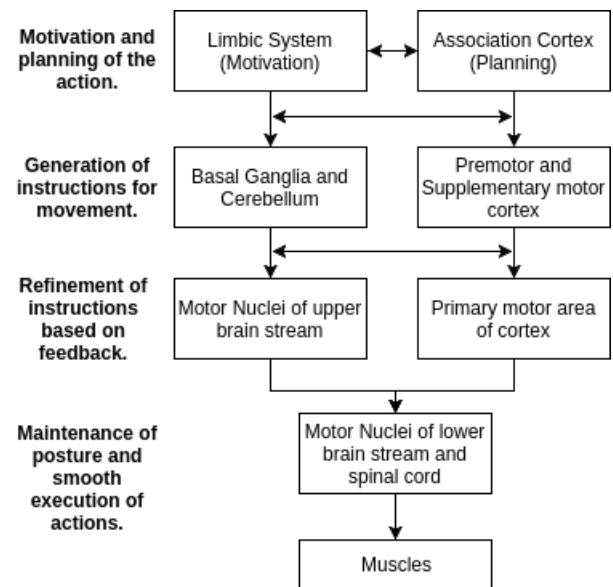 Motivation and
planning of the
action.
Limbic System
(Motivation)
Association Cortex
(Planning)
Generation of
instructions for
movement.
Basal Ganglia and
Cerebellum
Premotor and
Supplementary motor
cortex
Refinement of
instructions
based on
feedback.
Motor Nuclei of upper
brain stream
Primary motor area
of cortex
Maintenance of
posture and
smooth
execution of
actions.
Motor Nuclei of lower
brain stream and
spinal cord
Muscles